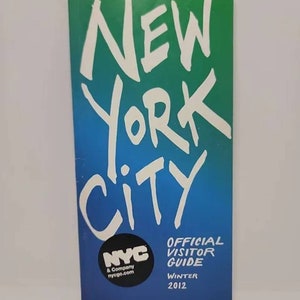 NEW
YORK
CiTY
OFFICIAL
VISITOR
GUIDE
WINTER
2012
NYC
& Company
nycgo.com